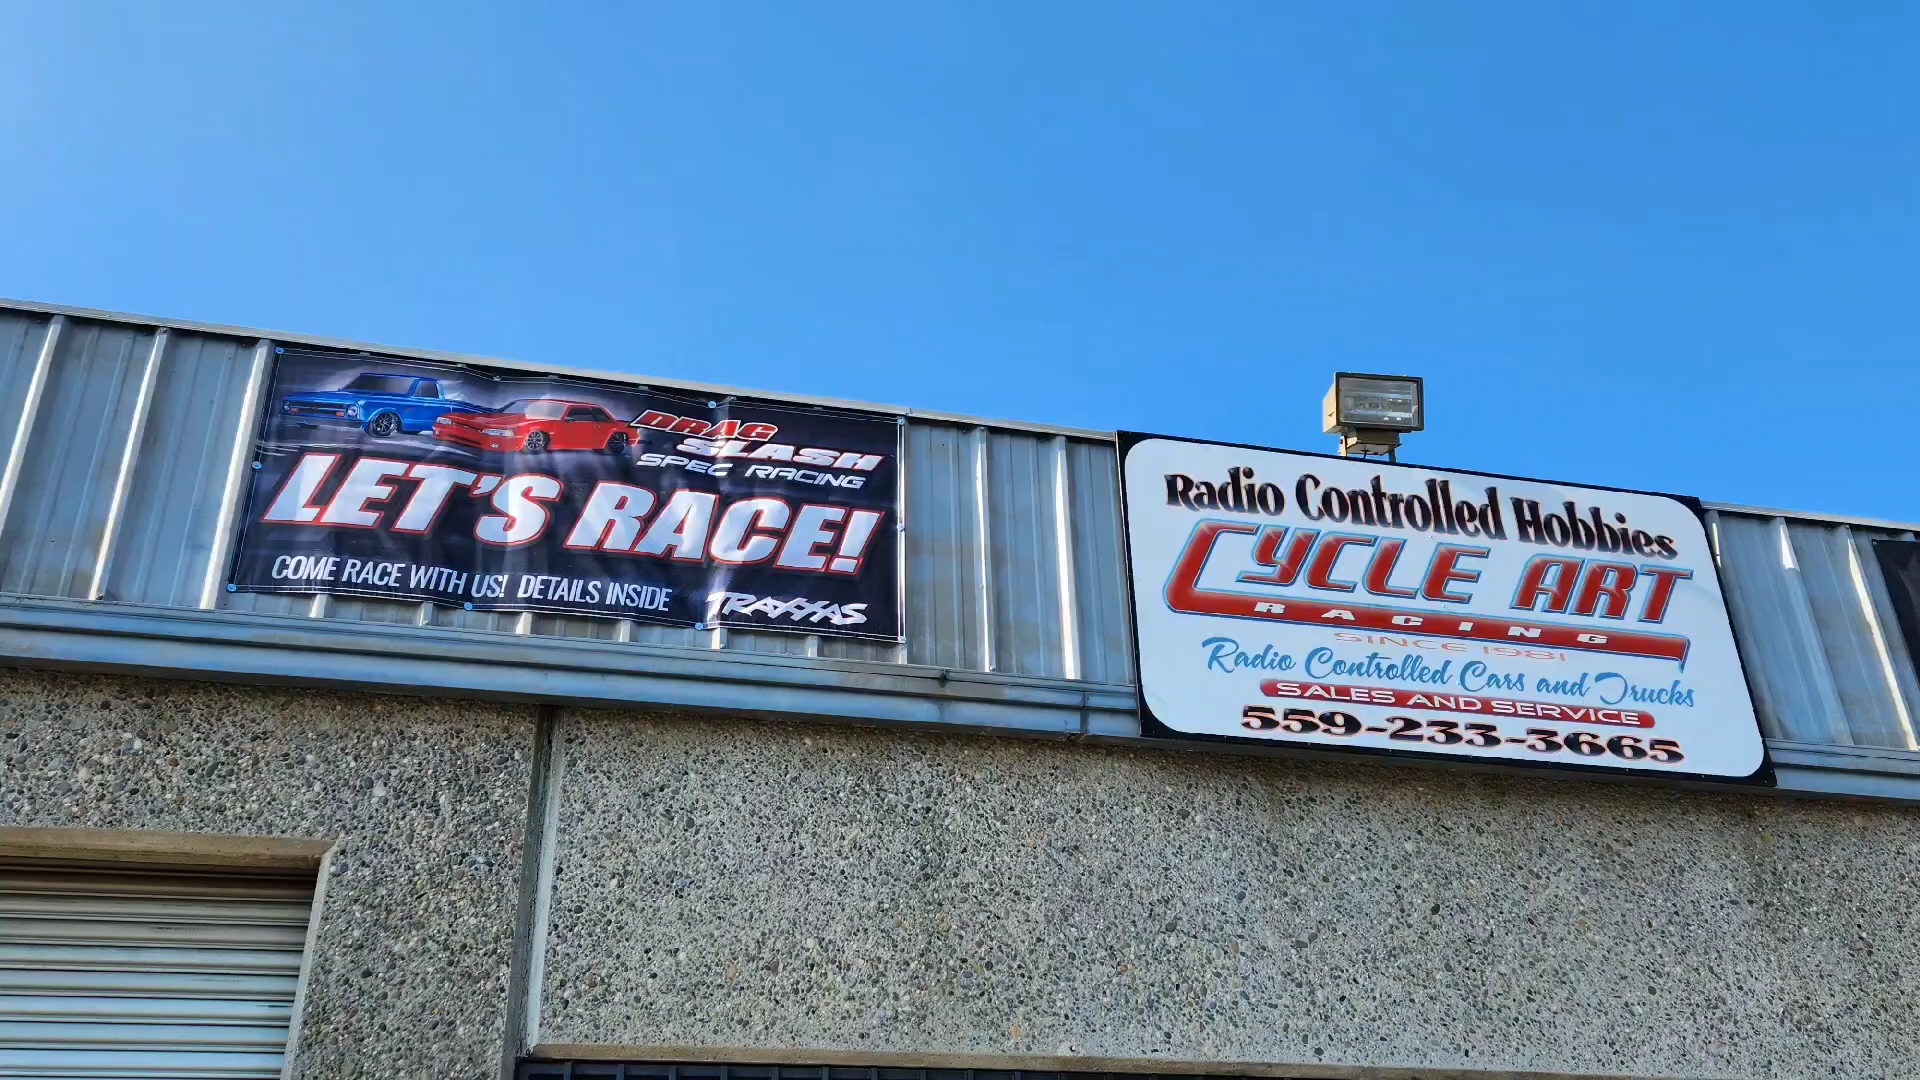 DRAG
SLASH
SPEC RACING
LET'S RACE!
COME RACE WITH US! DETAILS INSIDE
TRAXXAS
Radio Controlled Hobbies
CYCLE ART
RACING
SINCE 1981
Radio Controlled Cars and Trucks
SALES AND SERVICE
559-233-3665